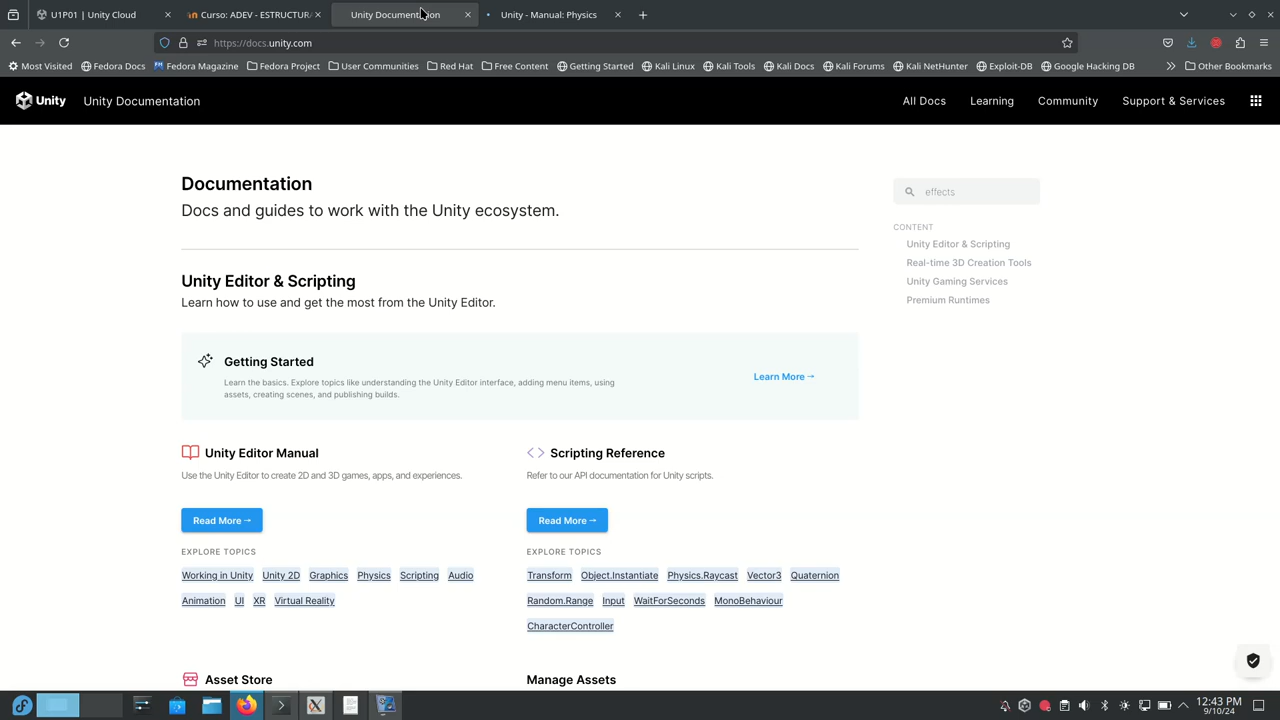 U1P01 | Unity Cloud
Curso: ADEV - ESTRUCTURA
Unity Documentation
Unity - Manual: Physics
https://docs.unity.com
Most Visited
Fedora Docs
Fedora Magazine
Fedora Project
User Communities
Red Hat
Free Content
Getting Started
Kali Linux
Kali Tools
Kali Docs
Kali Forums
Kali NetHunter
Exploit-DB
Google Hacking DB
Other Bookmarks
Unity
Unity Documentation
All Docs
Learning
Community
Support & Services
Documentation
Docs and guides to work with the Unity ecosystem.
effects
CONTENT
Unity Editor & Scripting
Real-time 3D Creation Tools
Unity Gaming Services
Premium Runtimes
Unity Editor & Scripting
Learn how to use and get the most from the Unity Editor.
Getting Started
Learn the basics. Explore topics like understanding the Unity Editor interface, adding menu items, using
assets, creating scenes, and publishing builds.
Learn More →
Unity Editor Manual
Use the Unity Editor to create 2D and 3D games, apps, and experiences.
Read More →
EXPLORE TOPICS
Working in Unity Unity 2D Graphics Physics Scripting Audio
Animation UI XR Virtual Reality
Scripting Reference
Refer to our API documentation for Unity scripts.
Read More →
EXPLORE TOPICS
Transform Object.Instantiate Physics.Raycast Vector3 Quaternion
Random.Range Input WaitForSeconds MonoBehaviour
CharacterController
Asset Store
Manage Assets
12:43 PM
9/10/24